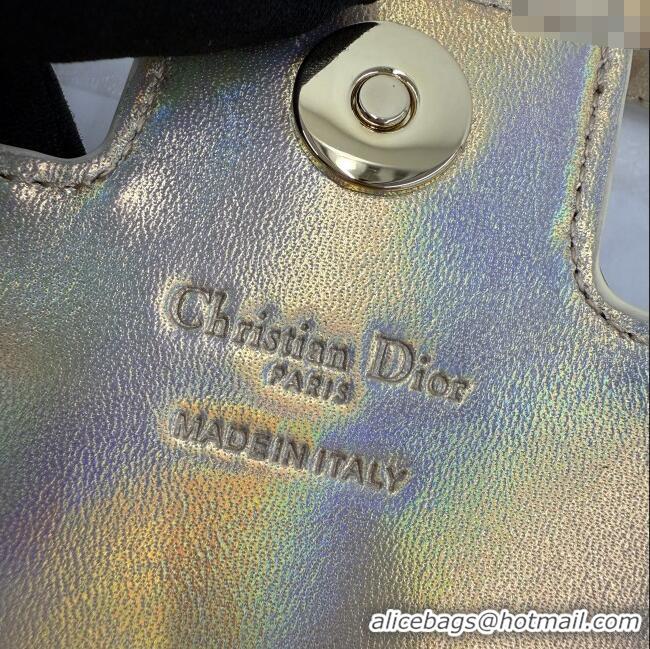 Christian Dior
PARIS
MADE IN ITALY
alicebags@hotmail.com